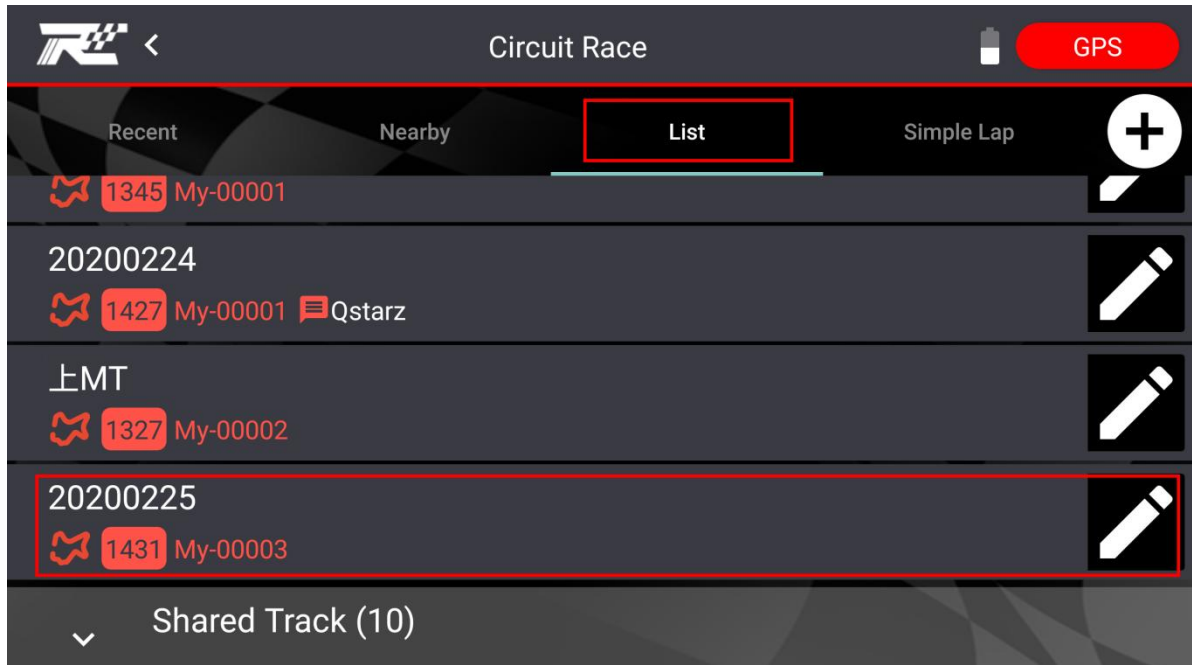 Circuit Race
GPS
Recent
Nearby
List
Simple Lap
1345 My-00001
20200224
1427 My-00001 Qstarz
上MT
1327 My-00002
20200225
1431 My-00003
Shared Track (10)